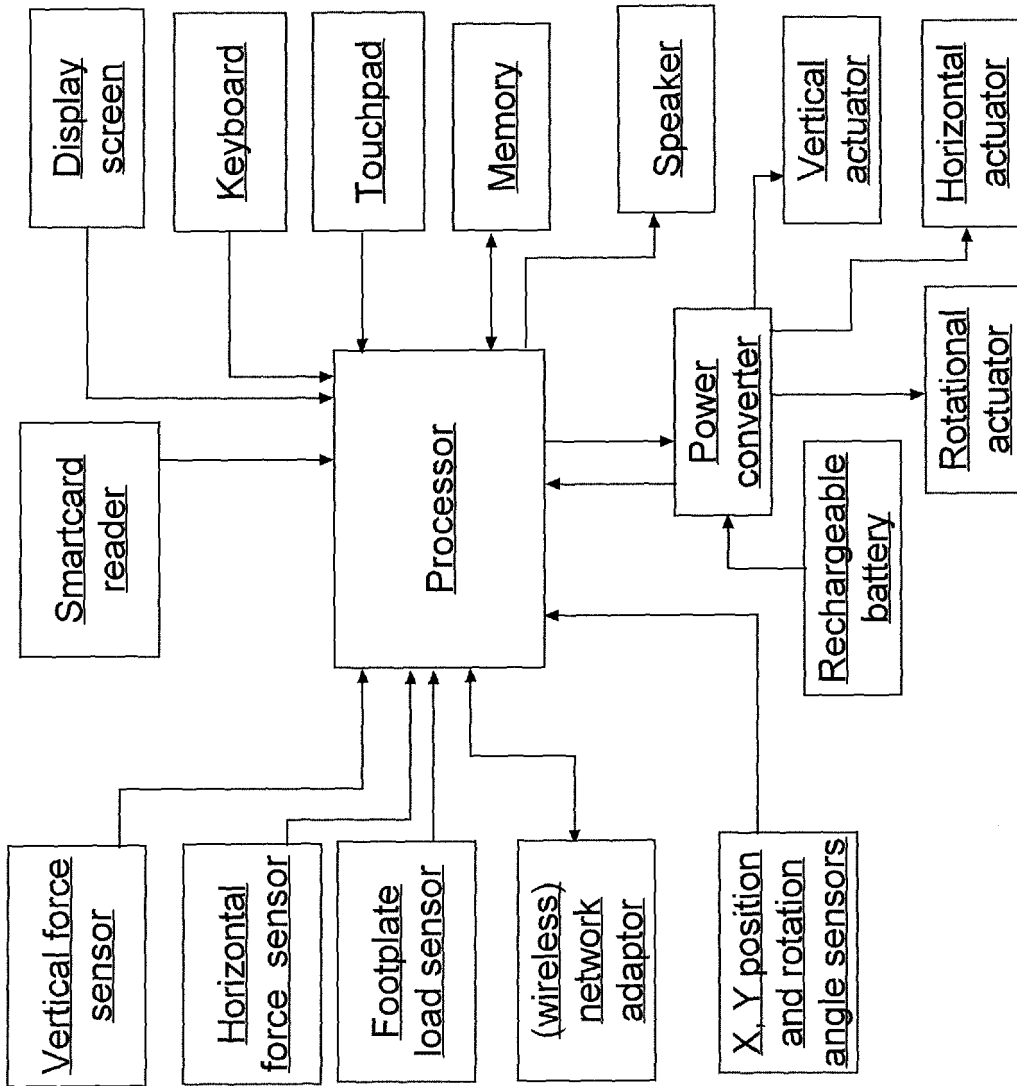 Vertical force
sensor
Horizontal
force sensor
Footplate
load sensor
(wireless)
network
adaptor
X, Y position
and rotation
angle sensors
Smartcard
reader
Processor
Rechargeable
battery
Power
converter
Display
screen
Keyboard
Touchpad
Memory
Speaker
Vertical
actuator
Horizontal
actuator
Rotational
actuator